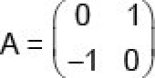 A = ( 0 1
–1 0 )